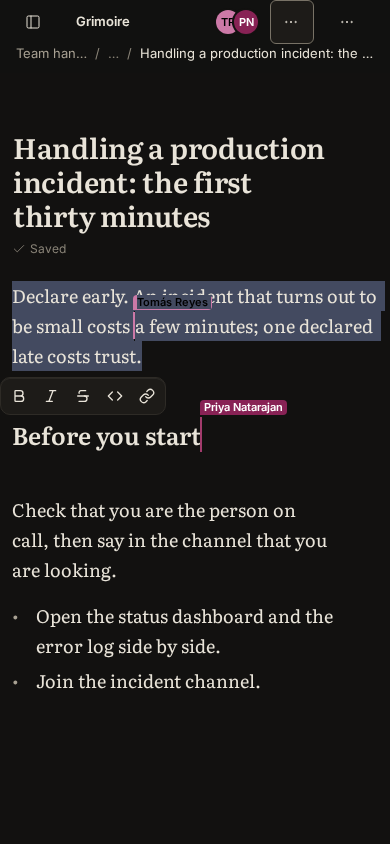 Grimoire
TR PN
Team han... / ... / Handling a production incident: the ...
Handling a production
incident: the first
thirty minutes
Saved
Declare early. An incident that turns out to
Tomás Reyes
be small costs a few minutes; one declared
late costs trust.
Priya Natarajan
Before you start
Check that you are the person on
call, then say in the channel that you
are looking.
• Open the status dashboard and the
error log side by side.
• Join the incident channel.